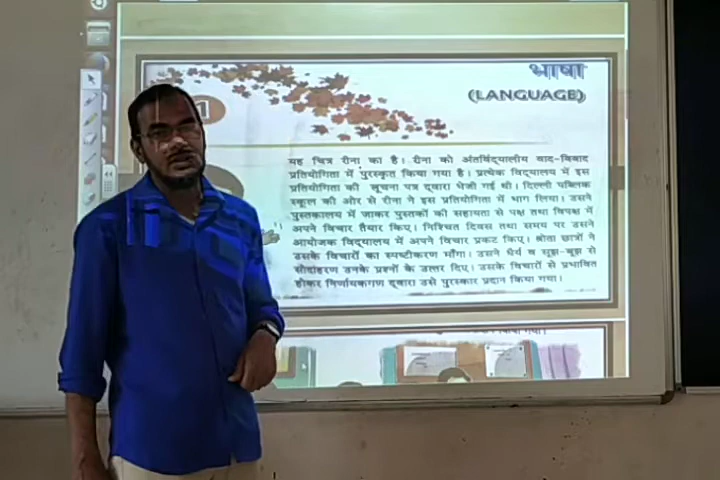 भाषा
(LANGUAGE)
1
यह चित्र रीना का है। रीना को अंतर्विद्यालीय वाद-विवाद
प्रतियोगिता में पुरस्कृत किया गया है। प्रत्येक विद्यालय में इस
प्रतियोगिता की सूचना पत्र द्वारा भेजी गई थी। दिल्ली पब्लिक
स्कूल की ओर से रीना ने इस प्रतियोगिता में भाग लिया। उसने
पुस्तकालय में जाकर पुस्तकों की सहायता से पक्ष तथा विपक्ष में
अपने विचार तैयार किए। निश्चित दिवस तथा समय पर उसने
आयोजक विद्यालय में अपने विचार प्रकट किए। श्रोता छात्रों ने
उसके विचारों का स्पष्टीकरण माँगा। उसने धैर्य व सूझ-बूझ से
सोदाहरण उनके प्रश्नों के उत्तर दिए। उसके विचारों से प्रभावित
होकर निर्णायकगण द्वारा उसे पुरस्कार प्रदान किया गया।